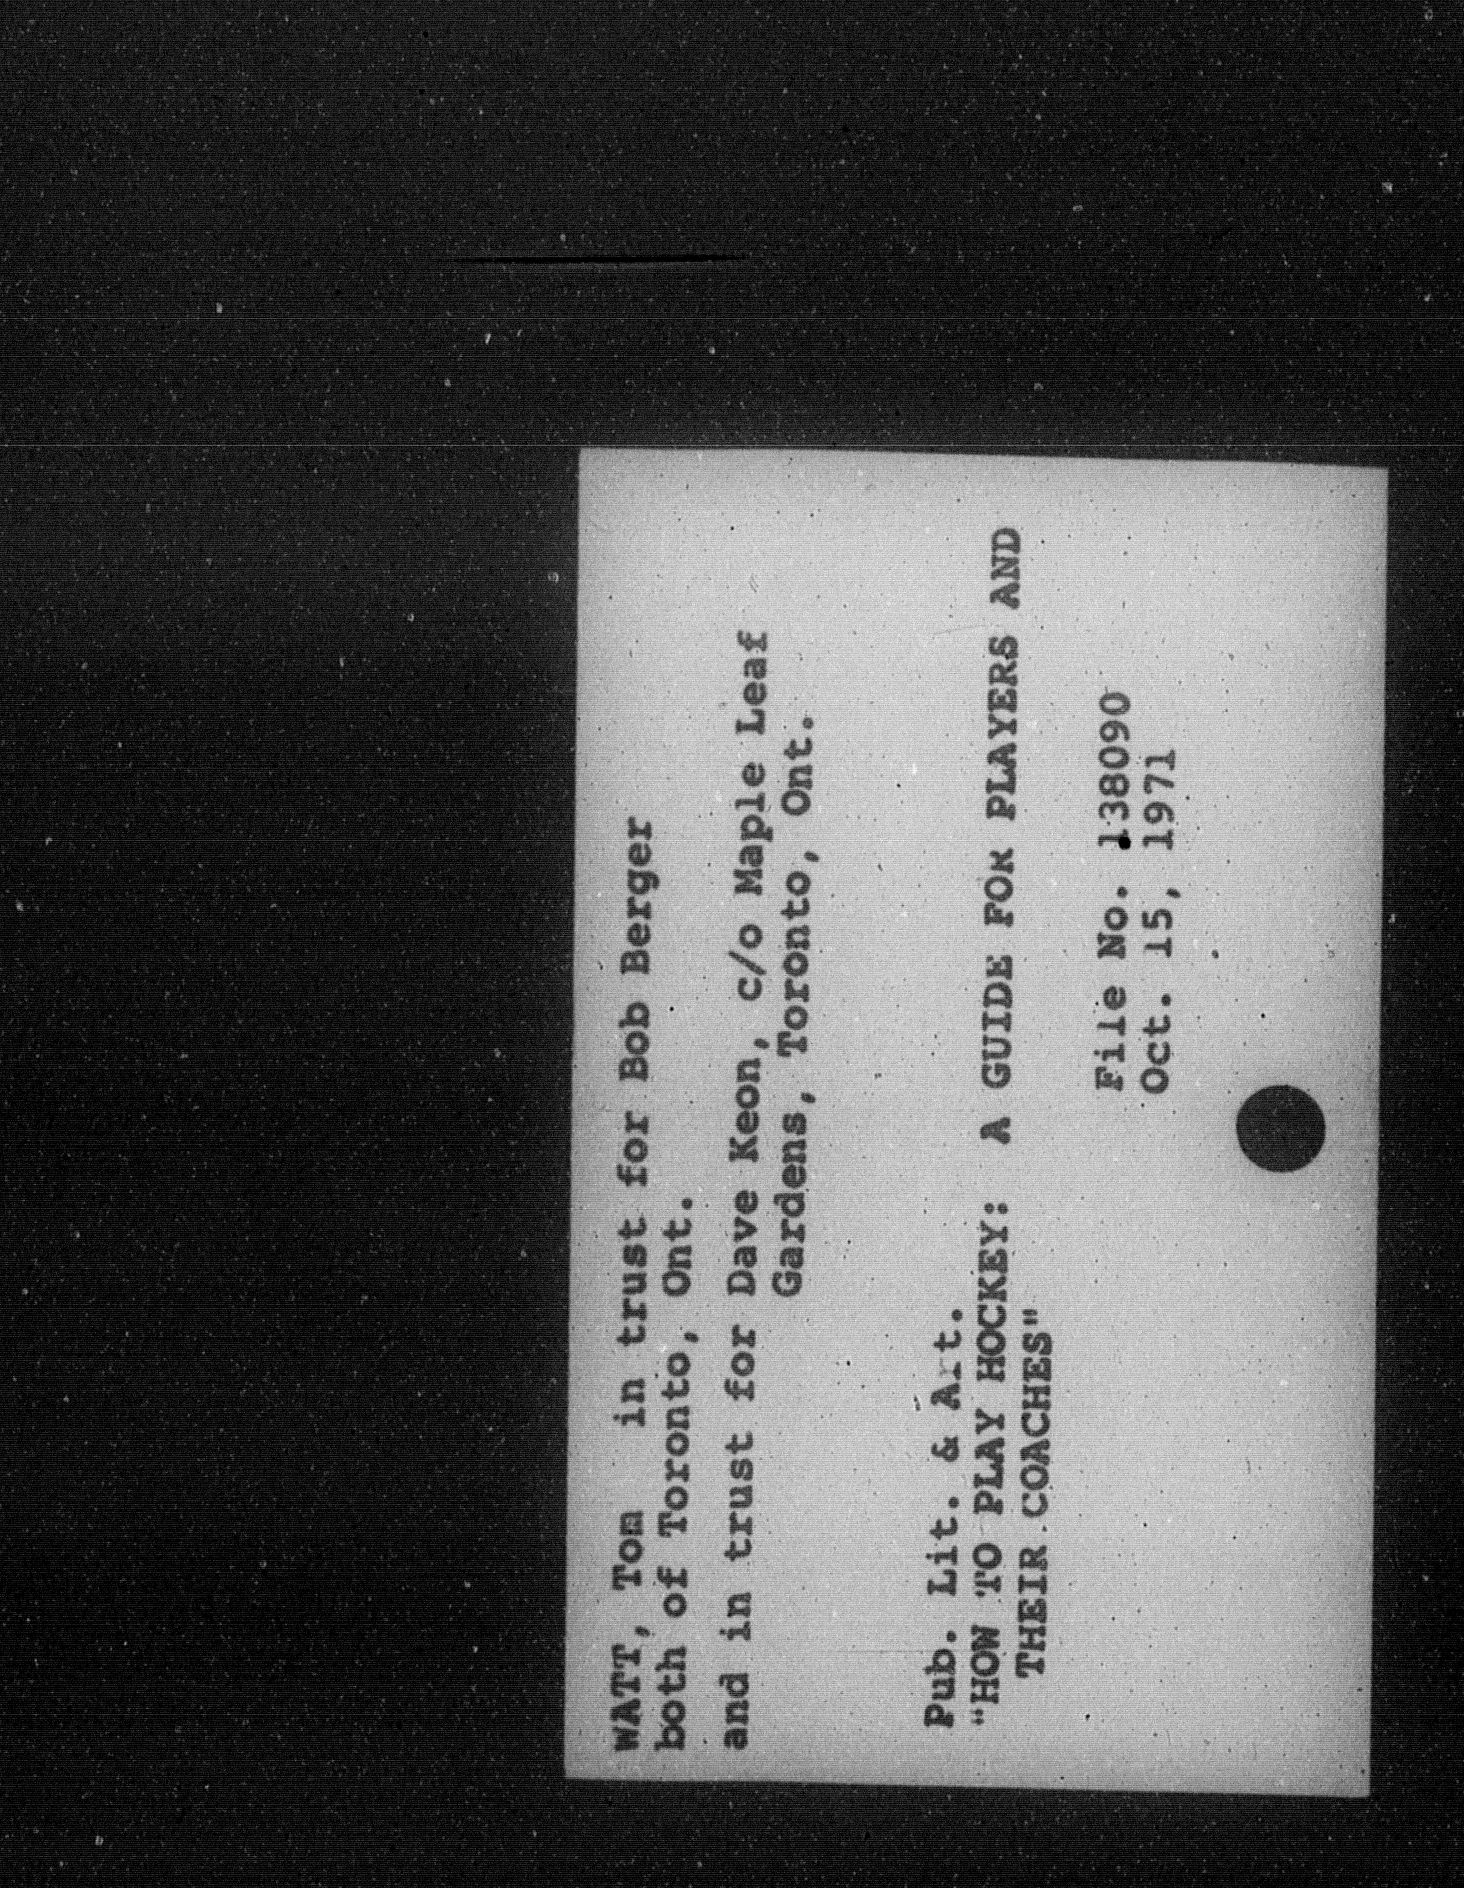 WATT, Tom   in trust for Bob Berger
both of Toronto, Ont.
and in trust for Dave Keon, c/o Maple Leaf
Gardens, Toronto, Ont.
Pub. Lit. & Art.
"HOW TO PLAY HOCKEY:  A GUIDE FOR PLAYERS AND
THEIR COACHES"
File No. 138090
Oct. 15, 1971